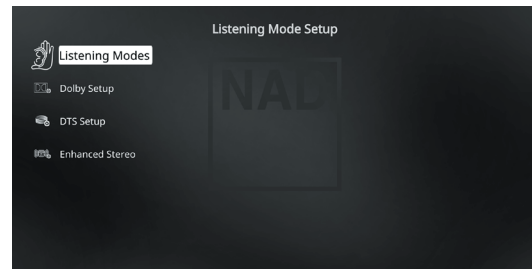 Listening Mode Setup
Listening Modes
Dolby Setup
DTS Setup
Enhanced Stereo
NAD